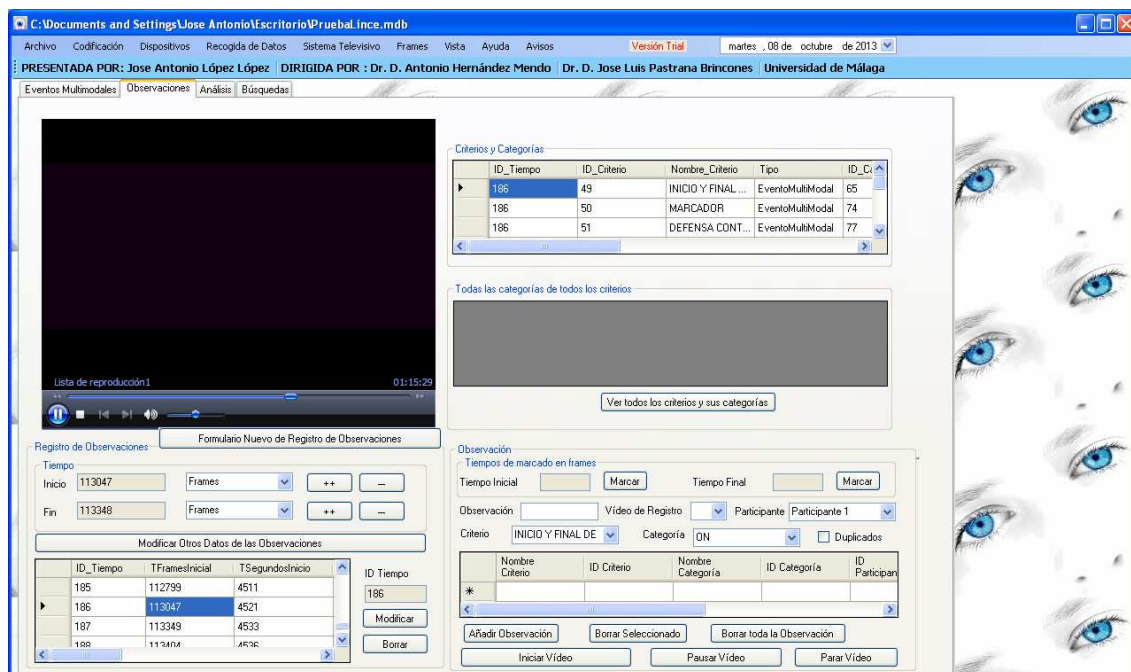 C:\Documents and Settings\Jose Antonio\Escritorio\PruebaLince.mdb
Archivo Codificación Dispositivos Recogida de Datos Sistema Televisivo Frames Vista Ayuda Avisos Versión Trial martes , 08 de octubre de 2013
PRESENTADA POR: Jose Antonio López López DIRIGIDA POR : Dr. D. Antonio Hernández Mendo Dr. D. Jose Luis Pastrana Brincones Universidad de Málaga
Eventos Multimodales Observaciones Análisis Búsquedas
Criterios y Categorías
ID_Tiempo ID_Criterio Nombre_Criterio Tipo
186 49 INICIO Y FINAL ... EventoMultiModal 65
186 50 MARCADOR EventoMultiModal 74
186 51 DEFENSA CONT... EventoMultiModal 77
Todas las categorías de todos los criterios
Lista de reproducción1 01:15:29
Ver todos los criterios y sus categorías
Formulario Nuevo de Registro de Observaciones
Registro de Observaciones
Tiempo
Inicio 113047 Frames ++ --
Fin 113348 Frames ++ --
Modificar Otros Datos de las Observaciones
ID_Tiempo TFramesInicial TSegundosInicio
185 112799 4511
186 113047 4521
187 113349 4533
188 113404 4536
ID Tiempo
186
Modificar
Borrar
Observación
Tiempos de marcado en frames
Tiempo Inicial Marcar Tiempo Final Marcar
Observación Vídeo de Registro Participante Participante 1
Criterio INICIO Y FINAL DE Categoría ON Duplicados
Nombre Criterio ID Criterio Nombre Categoría ID Categoría ID Participan
*
Añadir Observación Borrar Seleccionado Borrar toda la Observación
Iniciar Vídeo Pausar Vídeo Parar Vídeo